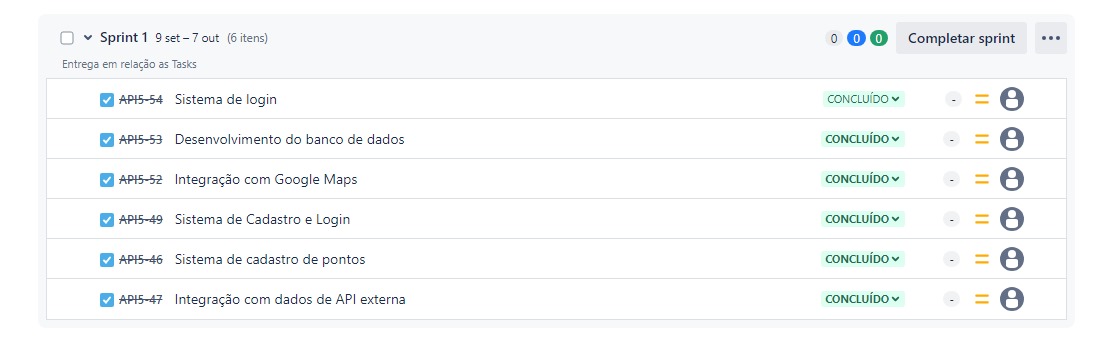 Sprint 1 9 set – 7 out (6 itens) 0 0 0 Completar sprint
Entrega em relação as Tasks
API5-54 Sistema de login CONCLUÍDO -
API5-53 Desenvolvimento do banco de dados CONCLUÍDO -
API5-52 Integração com Google Maps CONCLUÍDO -
API5-49 Sistema de Cadastro e Login CONCLUÍDO -
API5-46 Sistema de cadastro de pontos CONCLUÍDO -
API5-47 Integração com dados de API externa CONCLUÍDO -